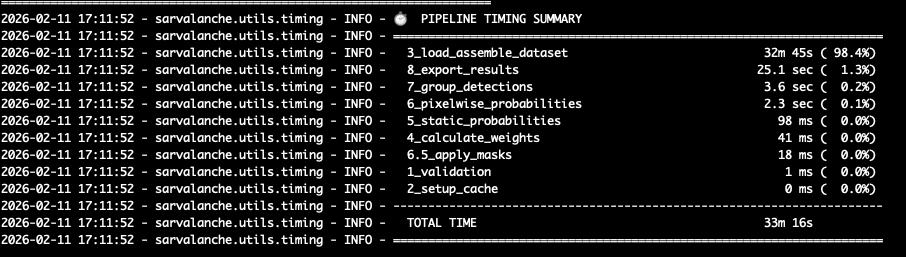 2026-02-11 17:11:52 - sarvalanche.utils.timing - INFO - ⏱ PIPELINE TIMING SUMMARY
2026-02-11 17:11:52 - sarvalanche.utils.timing - INFO - ======================================================================
2026-02-11 17:11:52 - sarvalanche.utils.timing - INFO -   3_load_assemble_dataset                            32m 45s ( 98.4%)
2026-02-11 17:11:52 - sarvalanche.utils.timing - INFO -   8_export_results                                  25.1 sec (  1.3%)
2026-02-11 17:11:52 - sarvalanche.utils.timing - INFO -   7_group_detections                                 3.6 sec (  0.2%)
2026-02-11 17:11:52 - sarvalanche.utils.timing - INFO -   6_pixelwise_probabilities                          2.3 sec (  0.1%)
2026-02-11 17:11:52 - sarvalanche.utils.timing - INFO -   5_static_probabilities                               98 ms (  0.0%)
2026-02-11 17:11:52 - sarvalanche.utils.timing - INFO -   4_calculate_weights                                  41 ms (  0.0%)
2026-02-11 17:11:52 - sarvalanche.utils.timing - INFO -   6.5_apply_masks                                      18 ms (  0.0%)
2026-02-11 17:11:52 - sarvalanche.utils.timing - INFO -   1_validation                                          1 ms (  0.0%)
2026-02-11 17:11:52 - sarvalanche.utils.timing - INFO -   2_setup_cache                                         0 ms (  0.0%)
2026-02-11 17:11:52 - sarvalanche.utils.timing - INFO - ----------------------------------------------------------------------
2026-02-11 17:11:52 - sarvalanche.utils.timing - INFO -   TOTAL TIME                                         33m 16s
2026-02-11 17:11:52 - sarvalanche.utils.timing - INFO - ======================================================================